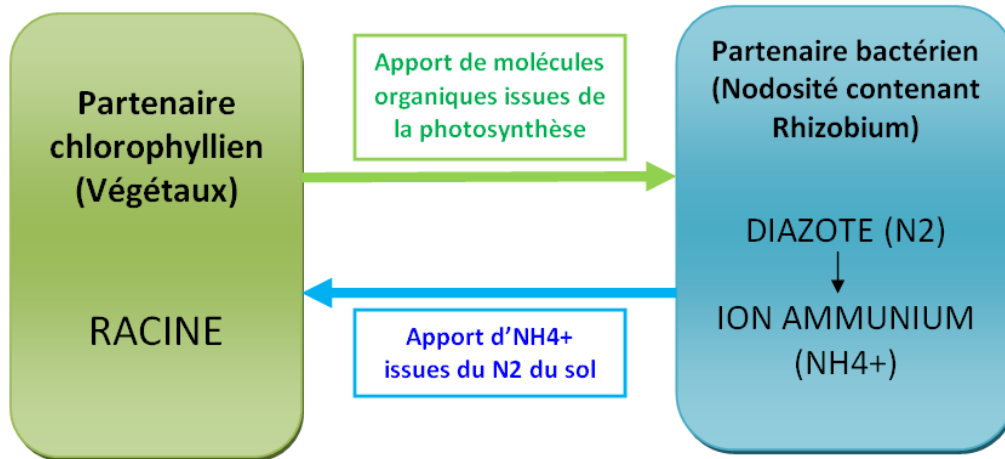 Partenaire
chlorophyllien
(Végétaux)
RACINE
Apport de molécules
organiques issues de
la photosynthèse
Apport d’NH4+
issues du N2 du sol
Partenaire bactérien
(Nodosité contenant
Rhizobium)
DIAZOTE (N2)
ION AMMUNIUM
(NH4+)